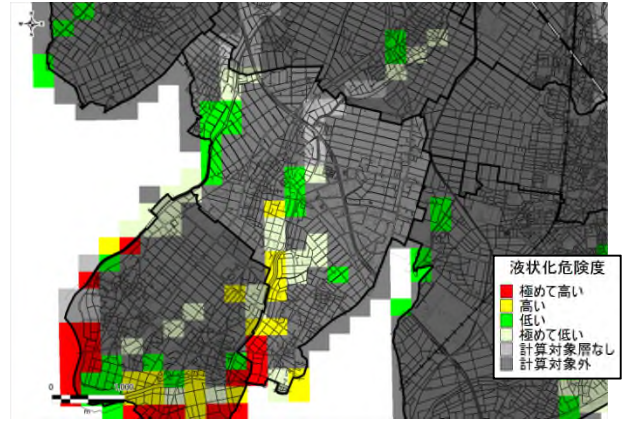 液状化危険度
極めて高い
高い
低い
極めて低い
計算対象層なし
計算対象外
0
m